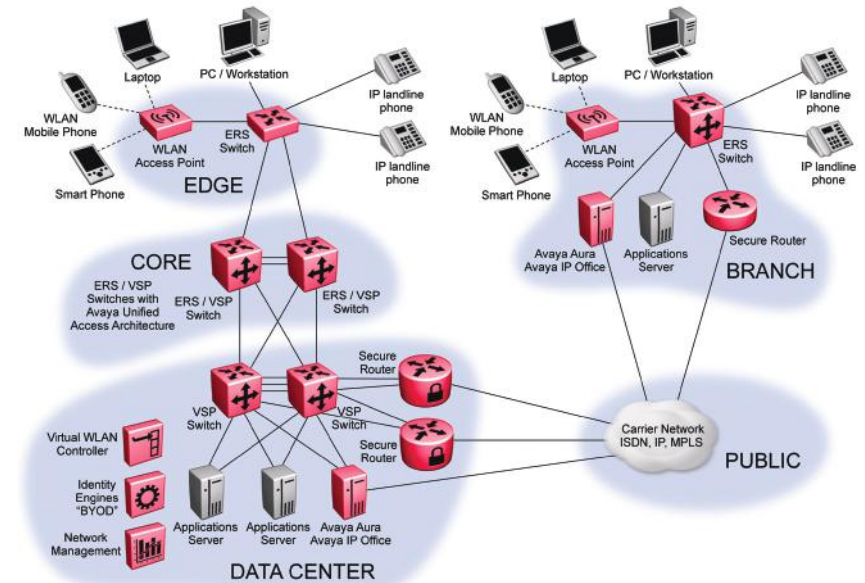 Laptop
PC / Workstation
WLAN
Mobile Phone
IP landline
phone
WLAN
Access Point
ERS
Switch
IP landline
phone
Smart Phone
EDGE
Laptop
PC / Workstation
WLAN
Mobile Phone
IP landline
phone
WLAN
Access Point
ERS
Switch
IP landline
phone
Smart Phone
Avaya Aura
Avaya IP Office
Applications
Server
Secure Router
BRANCH
CORE
ERS / VSP
Switches with
Avaya Unified
Access Architecture
ERS / VSP
Switch
ERS / VSP
Switch
Secure
Router
VSP
Switch
VSP
Switch
Secure
Router
Virtual WLAN
Controller
Identity
Engines
"BYOD"
Network
Management
Applications
Server
Applications
Server
Avaya Aura
Avaya IP Office
DATA CENTER
Carrier Network
ISDN, IP, MPLS
PUBLIC